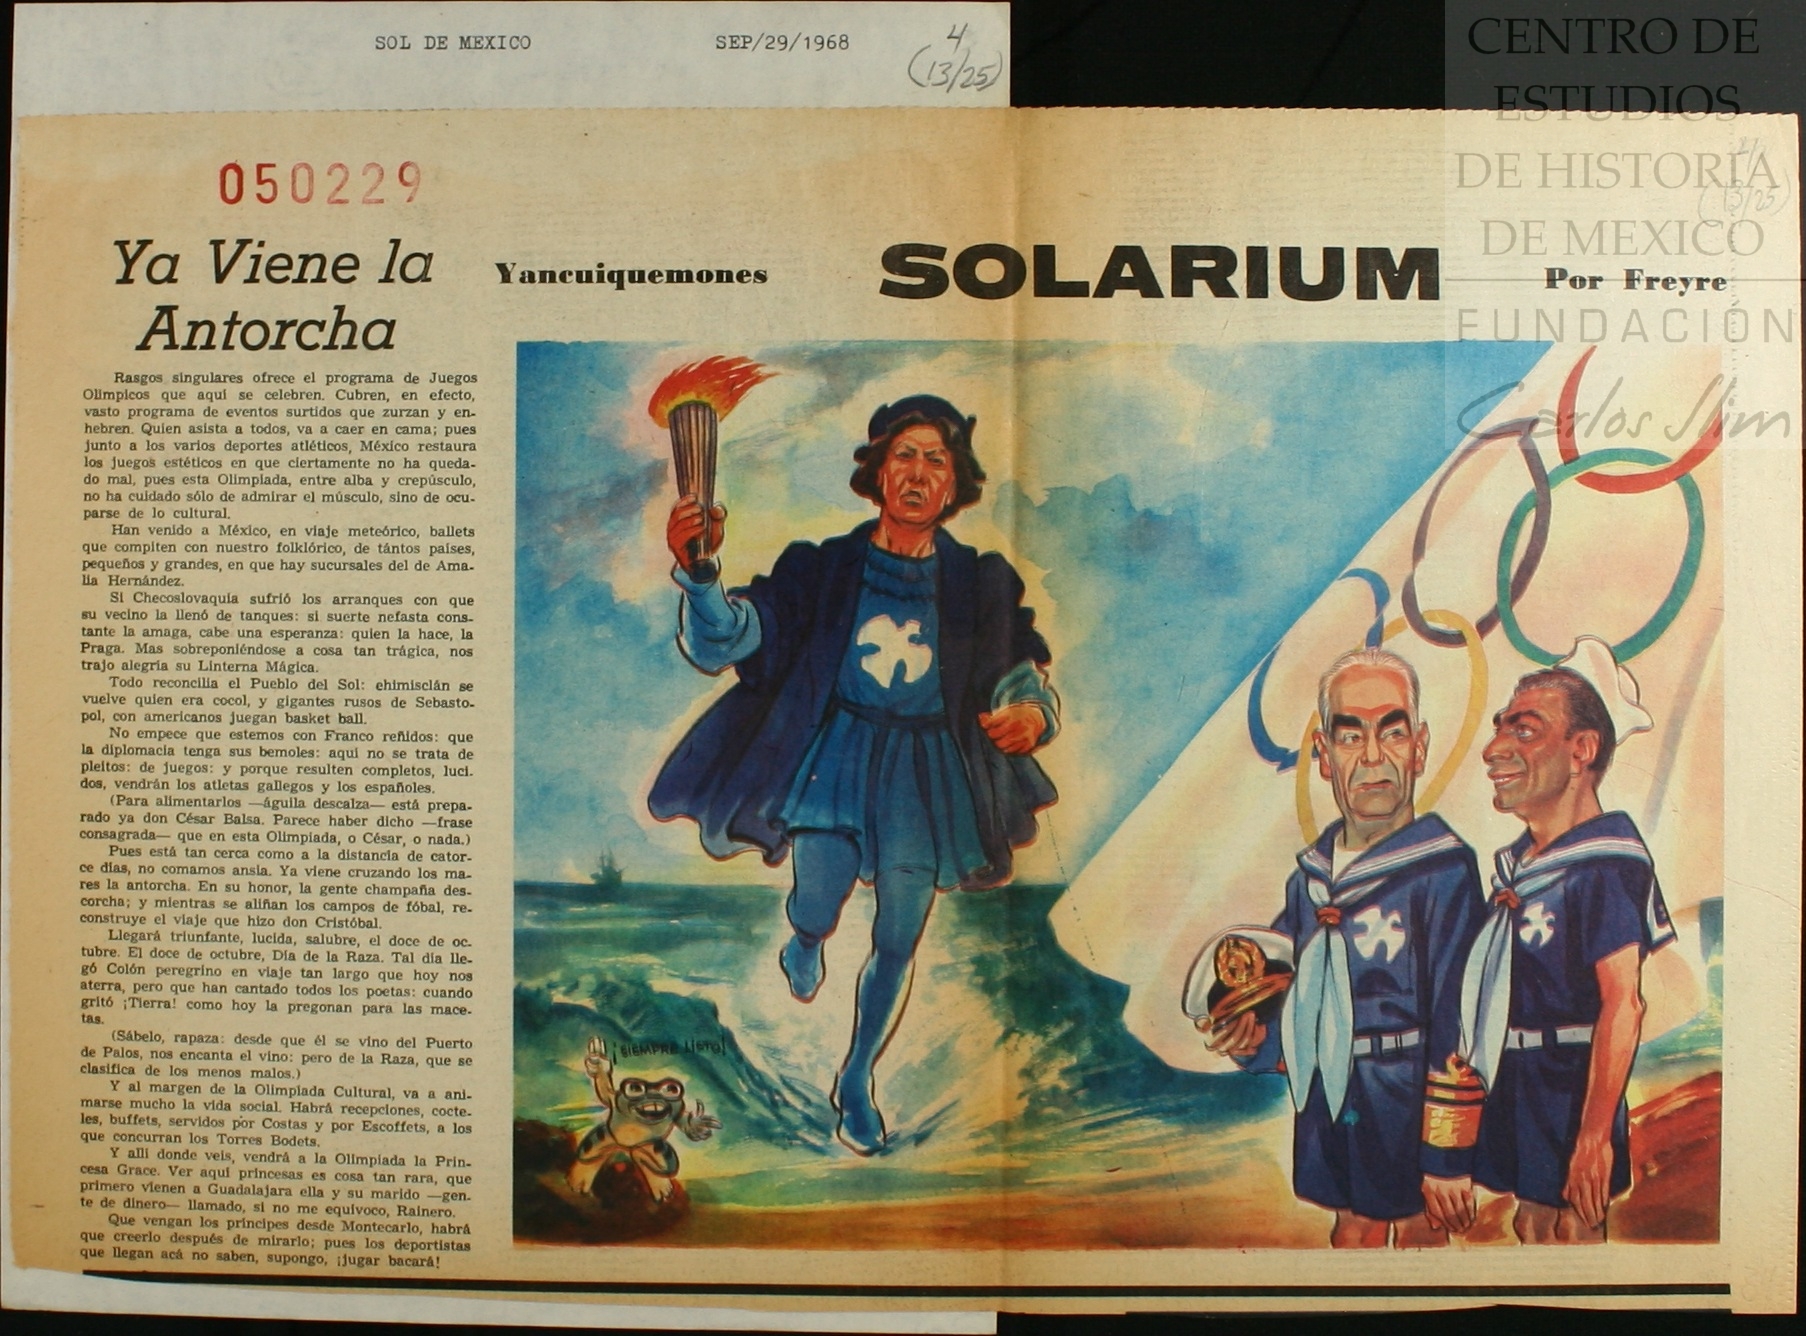 SOL DE MEXICO
SEP/29/1968
4
(13/25)
CENTRO DE
ESTUDIOS
DE HISTORIA
DE MEXICO
FUNDACIÓN
Carlos Slim
(13/25)
050229
Ya Viene la
Antorcha
Yancuiquemones
SOLARIUM
Por Freyre
Rasgos singulares ofrece el programa de Juegos
Olímpicos que aquí se celebren. Cubren, en efecto,
vasto programa de eventos surtidos que zurzan y en-
hebren. Quien asista a todos, va a caer en cama; pues
junto a los varios deportes atléticos, México restaura
los juegos estéticos en que ciertamente no ha queda-
do mal, pues esta Olimpíada, entre alba y crepúsculo,
no ha cuidado sólo de admirar el músculo, sino de ocu-
parse de lo cultural.
Han venido a México, en viaje meteórico, ballets
que compiten con nuestro folklórico, de tántos países,
pequeños y grandes, en que hay sucursales del de Ama-
lia Hernández.
Si Checoslovaquia sufrió los arranques con que
su vecino la llenó de tanques: si suerte nefasta cons-
tante la amaga, cabe una esperanza: quien la hace, la
Praga. Mas sobreponiéndose a cosa tan trágica, nos
trajo alegría su Linterna Mágica.
Todo reconcilia el Pueblo del Sol: ehimisclán se
vuelve quien era cocol, y gigantes rusos de Sebasto-
pol, con americanos juegan basket ball.
No empece que estemos con Franco reñidos: que
la diplomacia tenga sus bemoles: aquí no se trata de
pleitos: de juegos: y porque resulten completos, luci-
dos, vendrán los atletas gallegos y los españoles.
(Para alimentarlos —águila descalza— está prepa-
rado ya don César Balsa. Parece haber dicho —frase
consagrada— que en esta Olimpíada, o César, o nada.)
Pues está tan cerca como a la distancia de cator-
ce días, no comamos ansia. Ya viene cruzando los ma-
res la antorcha. En su honor, la gente champaña des-
corcha; y mientras se aliñan los campos de fóbal, re-
construye el viaje que hizo don Cristóbal.
Llegará triunfante, lucida, salubre, el doce de oc-
tubre. El doce de octubre, Día de la Raza. Tal día lle-
gó Colón peregrino en viaje tan largo que hoy nos
aterra, pero que han cantado todos los poetas: cuando
gritó ¡Tierra! como hoy la pregonan para las mace-
tas.
(Sábelo, rapaza: desde que él se vino del Puerto
de Palos, nos encanta el vino: pero de la Raza, que se
clasifica de los menos malos.)
Y al margen de la Olimpíada Cultural, va a ani-
marse mucho la vida social. Habrá recepciones, cocte-
les, buffets, servidos por Costas y por Escoffets, a los
que concurran los Torres Bodets.
Y allí donde veis, vendrá a la Olimpíada la Prin-
cesa Grace. Ver aquí princesas es cosa tan rara, que
primero vienen a Guadalajara ella y su marido —gen-
te de dinero— llamado, si no me equivoco, Rainero.
Que vengan los príncipes desde Montecarlo, habrá
que creerlo después de mirarlo; pues los deportistas
que llegan acá no saben, supongo, ¡jugar bacará!
¡SIEMPRE LISTO!